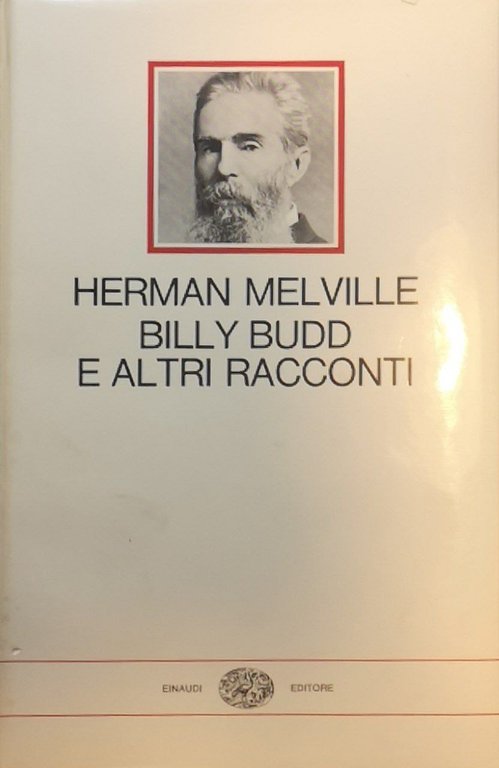 HERMAN MELVILLE
BILLY BUDD
E ALTRI RACCONTI
EINAUDI EDITORE